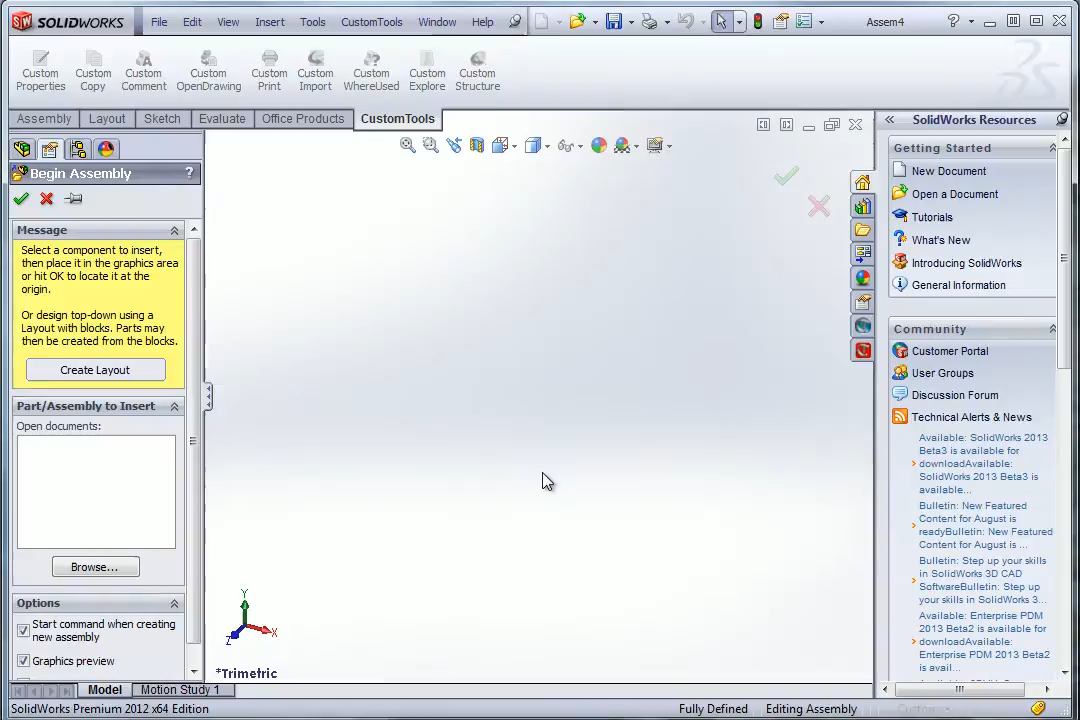 SOLIDWORKS File Edit View Insert Tools CustomTools Window Help Assem4
Custom Properties
Custom Copy
Custom Comment
Custom OpenDrawing
Custom Print
Custom Import
Custom WhereUsed
Custom Explore
Custom Structure
Assembly Layout Sketch Evaluate Office Products CustomTools
SolidWorks Resources
Begin Assembly ?
Message
Select a component to insert,
then place it in the graphics area
or hit OK to locate it at the
origin.
Or design top-down using a
Layout with blocks. Parts may
then be created from the blocks.
Create Layout
Part/Assembly to Insert
Open documents:
Browse...
Options
Start command when creating
new assembly
Graphics preview
Y
X
Z
*Trimetric
Getting Started
New Document
Open a Document
Tutorials
What's New
Introducing SolidWorks
General Information
Community
Customer Portal
User Groups
Discussion Forum
Technical Alerts & News
Available: SolidWorks 2013
Beta3 is available for
downloadAvailable:
SolidWorks 2013 Beta3 is
available...
Bulletin: New Featured
Content for August is
readyBulletin: New Featured
Content for August is ...
Bulletin: Step up your skills
in SolidWorks 3D CAD
SoftwareBulletin: Step up
your skills in SolidWorks 3...
Available: Enterprise PDM
2013 Beta2 is available for
downloadAvailable:
Enterprise PDM 2013 Beta2
is avail...
Model Motion Study 1
SolidWorks Premium 2012 x64 Edition Fully Defined Editing Assembly